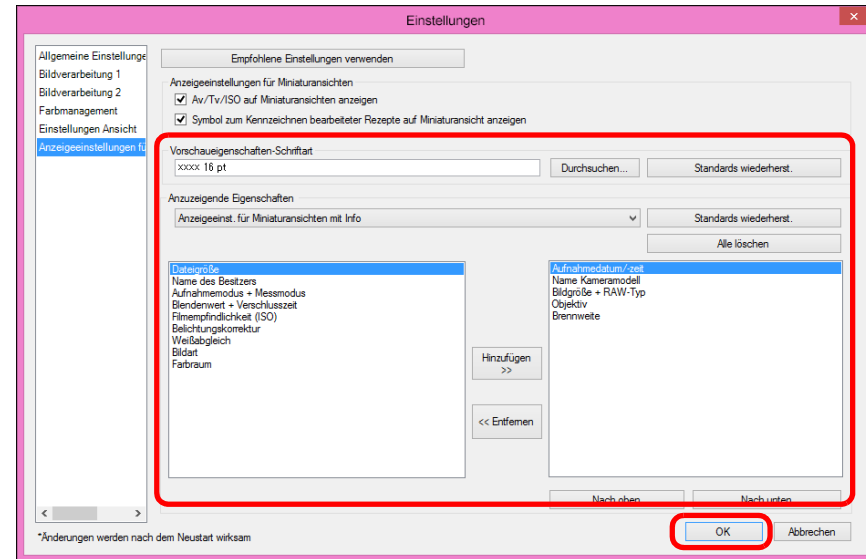 Einstellungen
Allgemeine Einstellunge
Bildverarbeitung 1
Bildverarbeitung 2
Farbmanagement
Einstellungen Ansicht
Anzeigeeinstellungen fü
Empfohlene Einstellungen verwenden
Anzeigeeinstellungen für Miniaturansichten
Av/Tv/ISO auf Miniaturansichten anzeigen
Symbol zum Kennzeichnen bearbeiteter Rezepte auf Miniaturansicht anzeigen
Vorschaueigenschaften-Schriftart
xxxx 16 pt
Durchsuchen...
Standards wiederherst.
Anzuzeigende Eigenschaften
Anzeigeeinst. für Miniaturansichten mit Info
Standards wiederherst.
Alle löschen
Dateigröße
Name des Besitzers
Aufnahmemodus + Messmodus
Blendenwert + Verschlusszeit
Filmempfindlichkeit (ISO)
Belichtungskorrektur
Weißabgleich
Bildart
Farbraum
Hinzufügen
>>
<< Entfernen
Aufnahmedatum/-zeit
Name Kameramodell
Bildgröße + RAW-Typ
Objektiv
Brennweite
Nach oben
Nach unten
*Änderungen werden nach dem Neustart wirksam
OK
Abbrechen